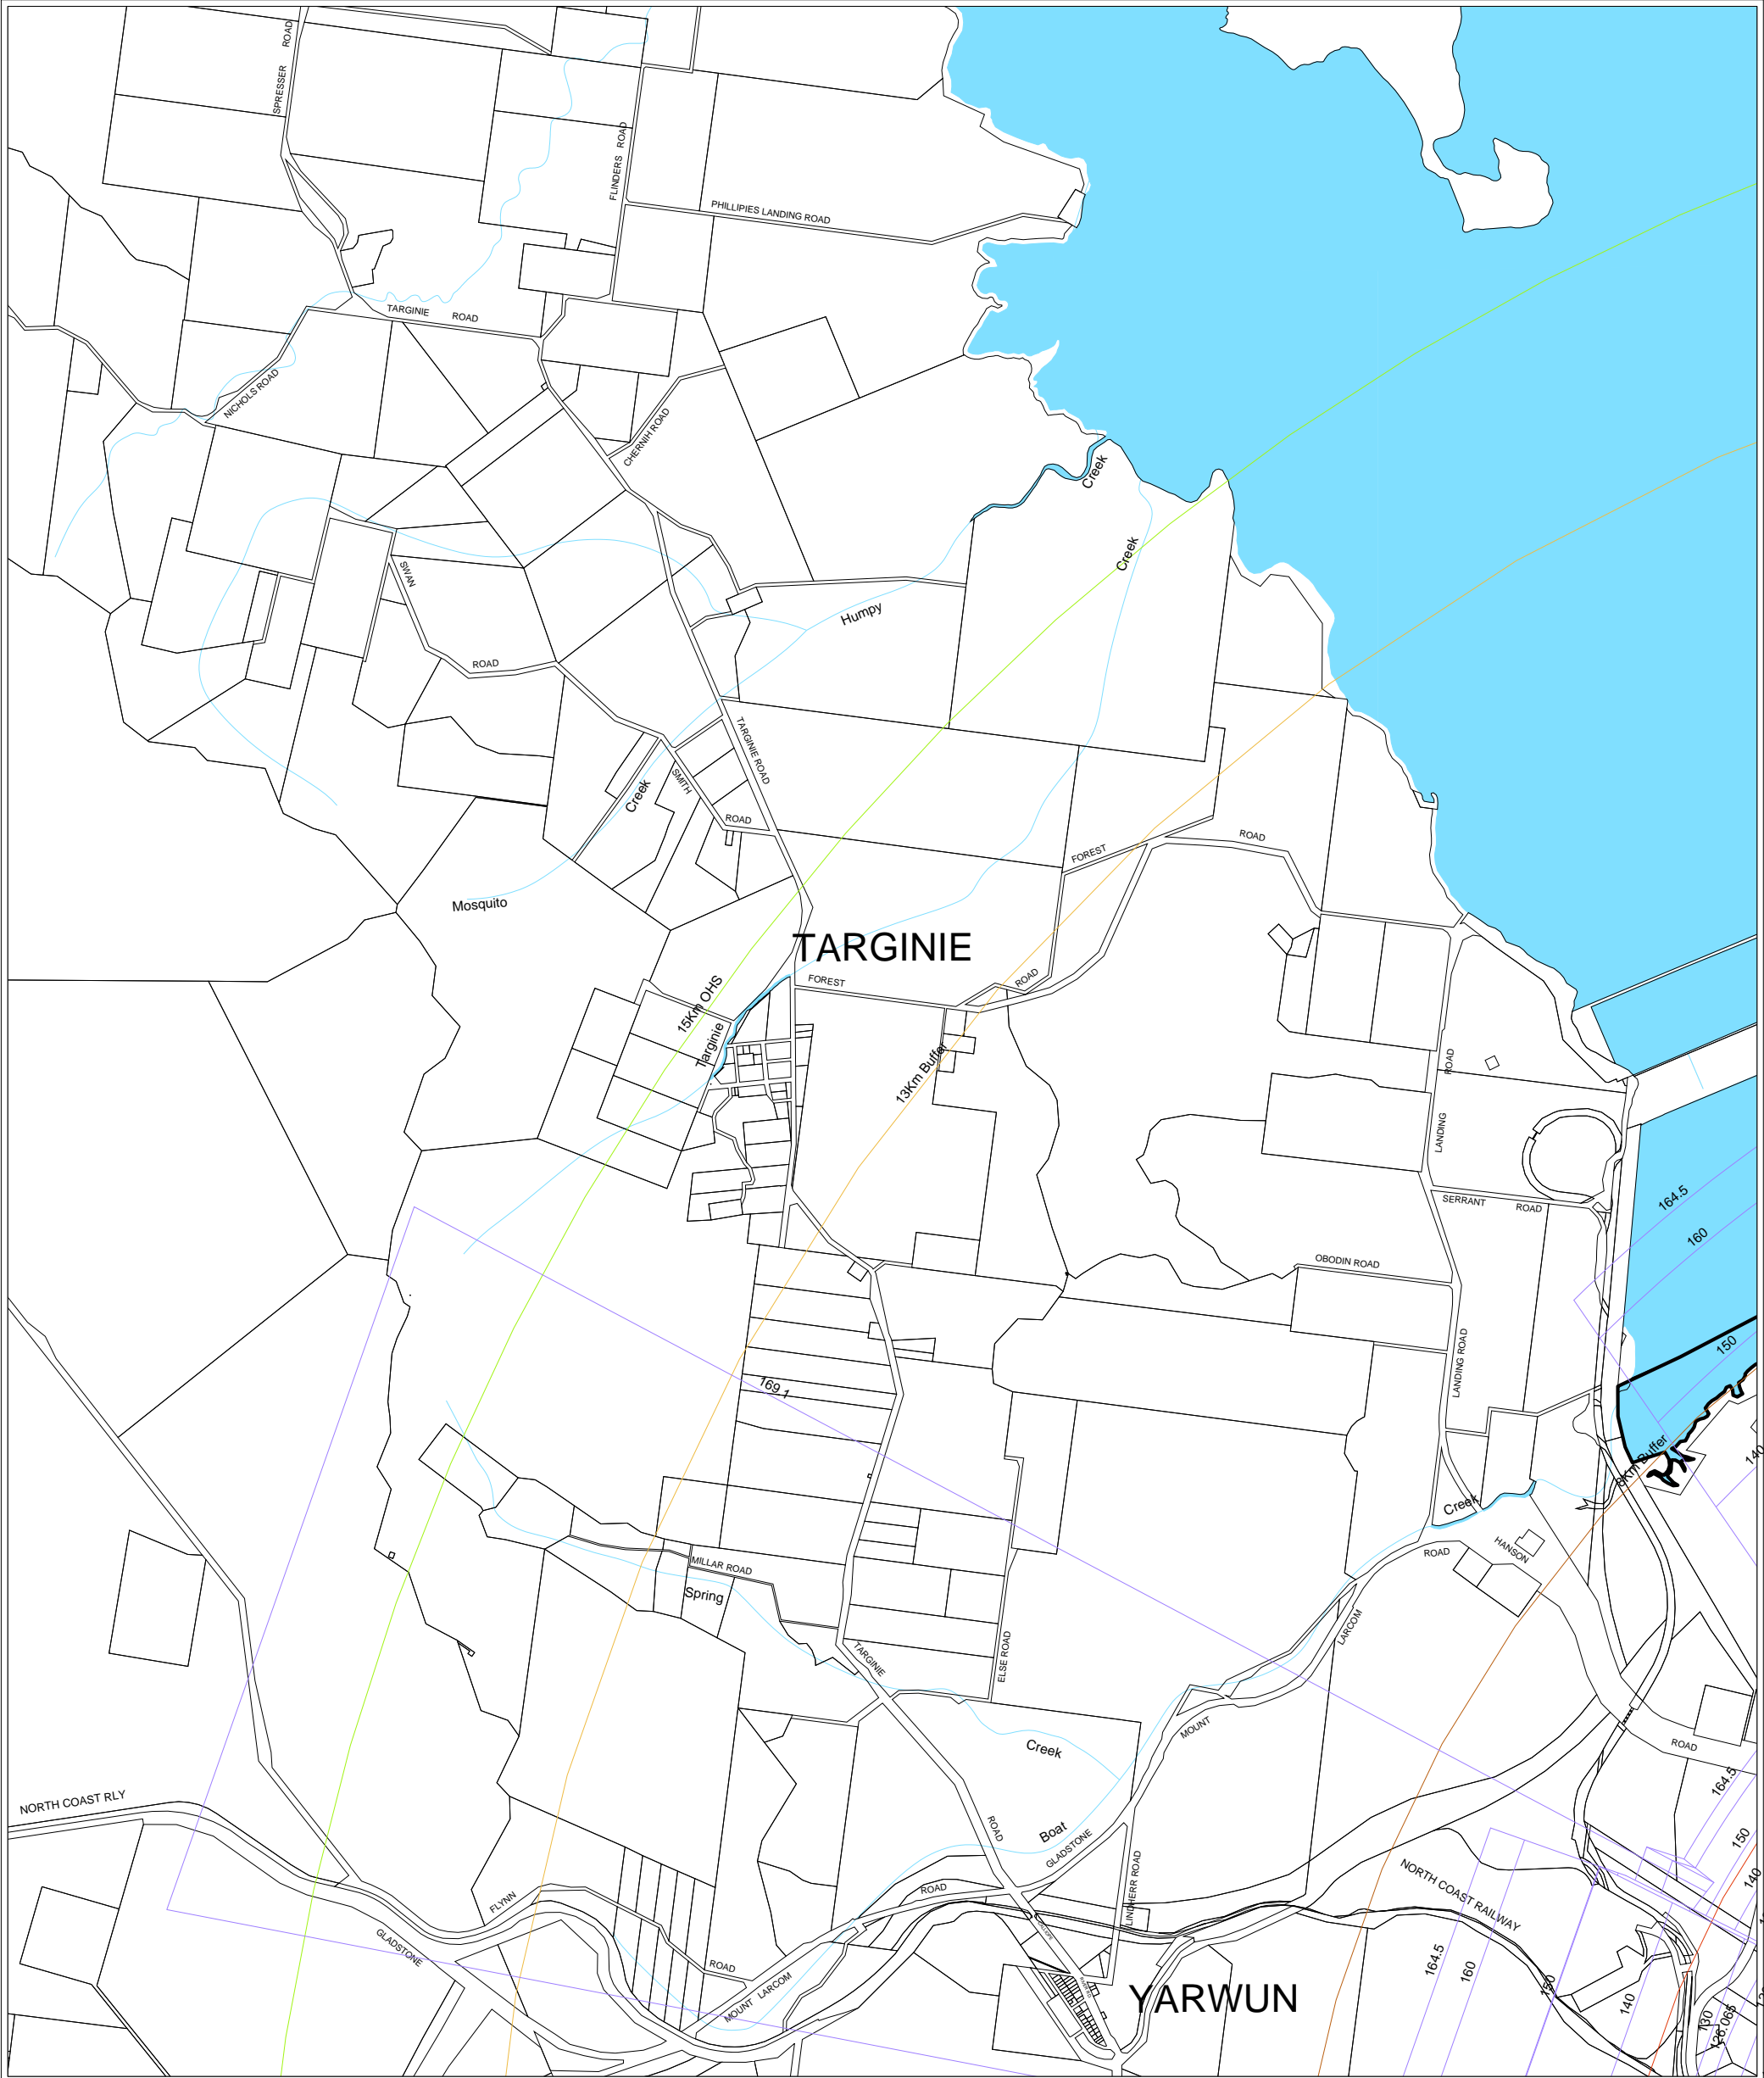 SPRESSER ROAD
FLINDERS ROAD
PHILLIPIES LANDING ROAD
TARGINIE ROAD
NICHOLS ROAD
CHERNIH ROAD
Creek
Creek
SWAN
ROAD
Humpy
TARGINIE ROAD
SMITH
ROAD
Creek
Mosquito
FOREST
ROAD
TARGINIE
FOREST
ROAD
15Km OHS
Targinie
13Km Buffer
LANDING
ROAD
SERRANT ROAD
OBODIN ROAD
164.5
160
150
LANDING ROAD
169.1
8Km Buffer
140
Creek
HANSON
ROAD
MILLAR ROAD
Spring
LARCOM
TARGINIE
ELSE ROAD
MOUNT
Creek
ROAD
164.5
NORTH COAST RLY
ROAD
Boat
GLADSTONE
150
140
NORTH COAST RAILWAY
LINDHERR ROAD
FLYNN
ROAD
GLADSTONE
ROAD
MOUNT LARCOM
YARWUN
164.5
160
150
140
130
126.065